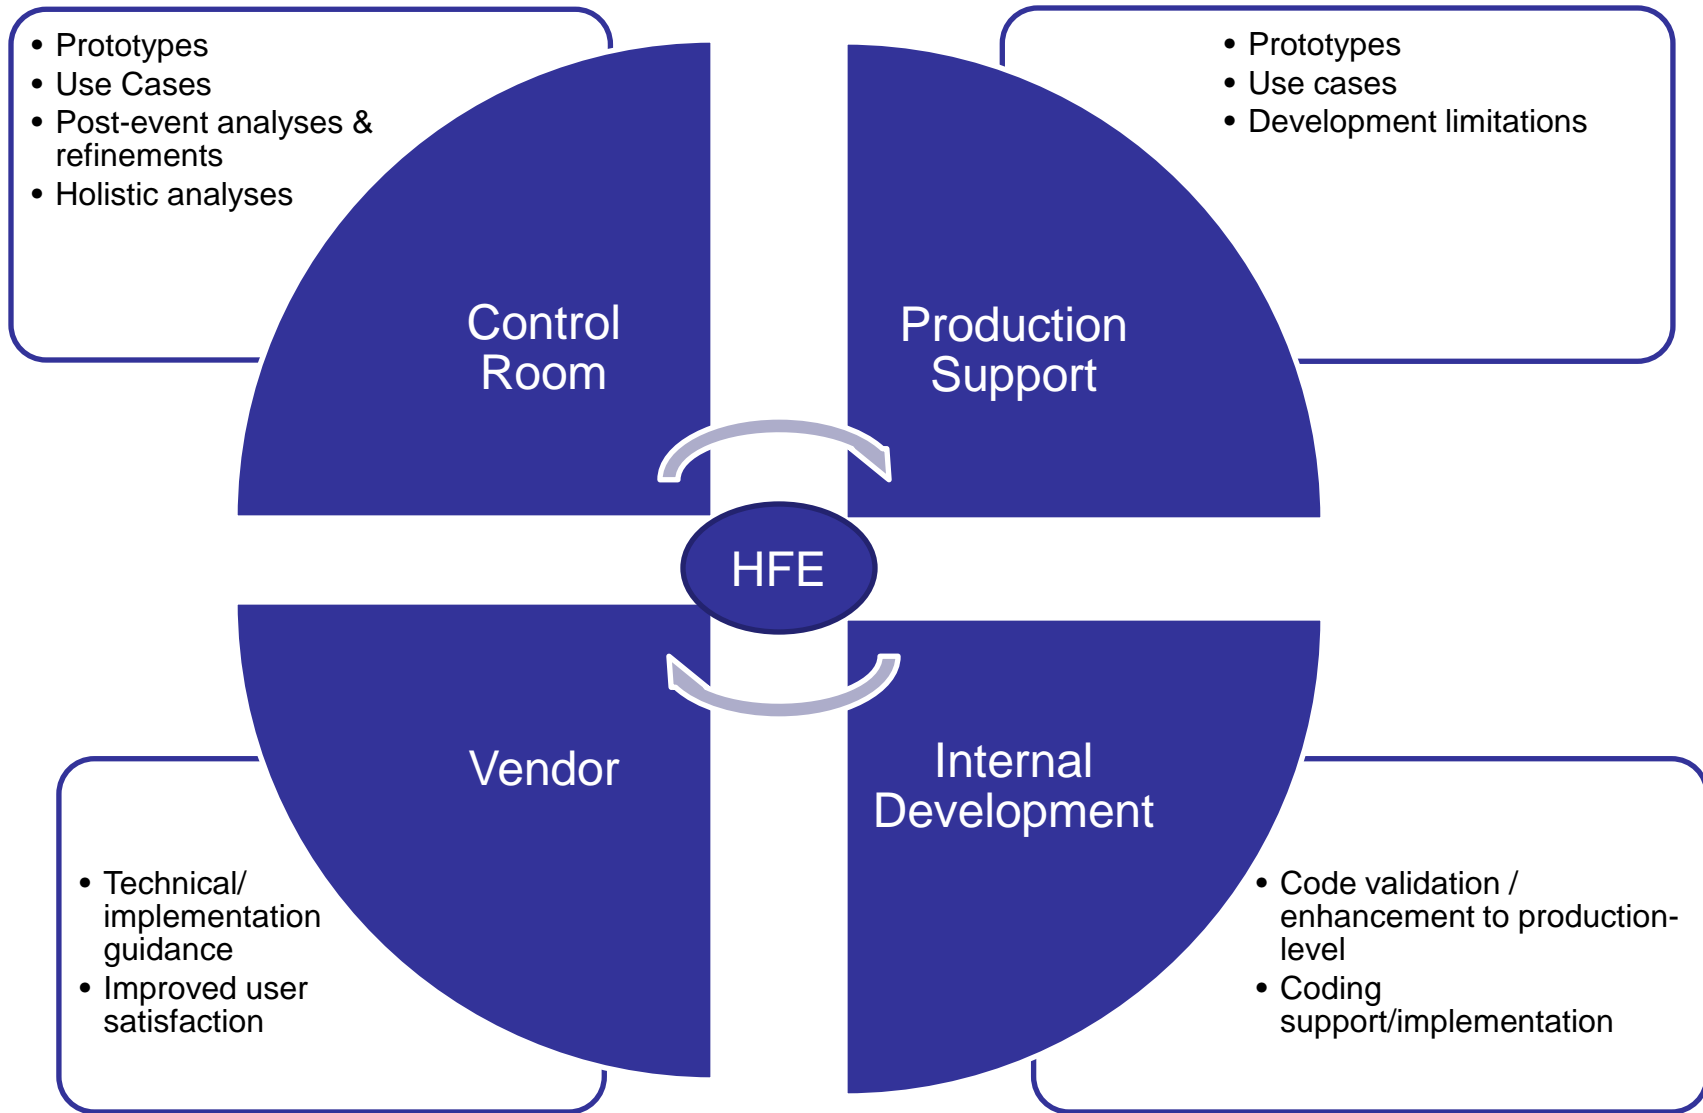 • Prototypes
• Use Cases
• Post-event analyses &
refinements
• Holistic analyses
• Prototypes
• Use cases
• Development limitations
Control
Room
Production
Support
HFE
Vendor
Internal
Development
• Technical/
implementation
guidance
• Improved user
satisfaction
• Code validation /
enhancement to production-
level
• Coding
support/implementation